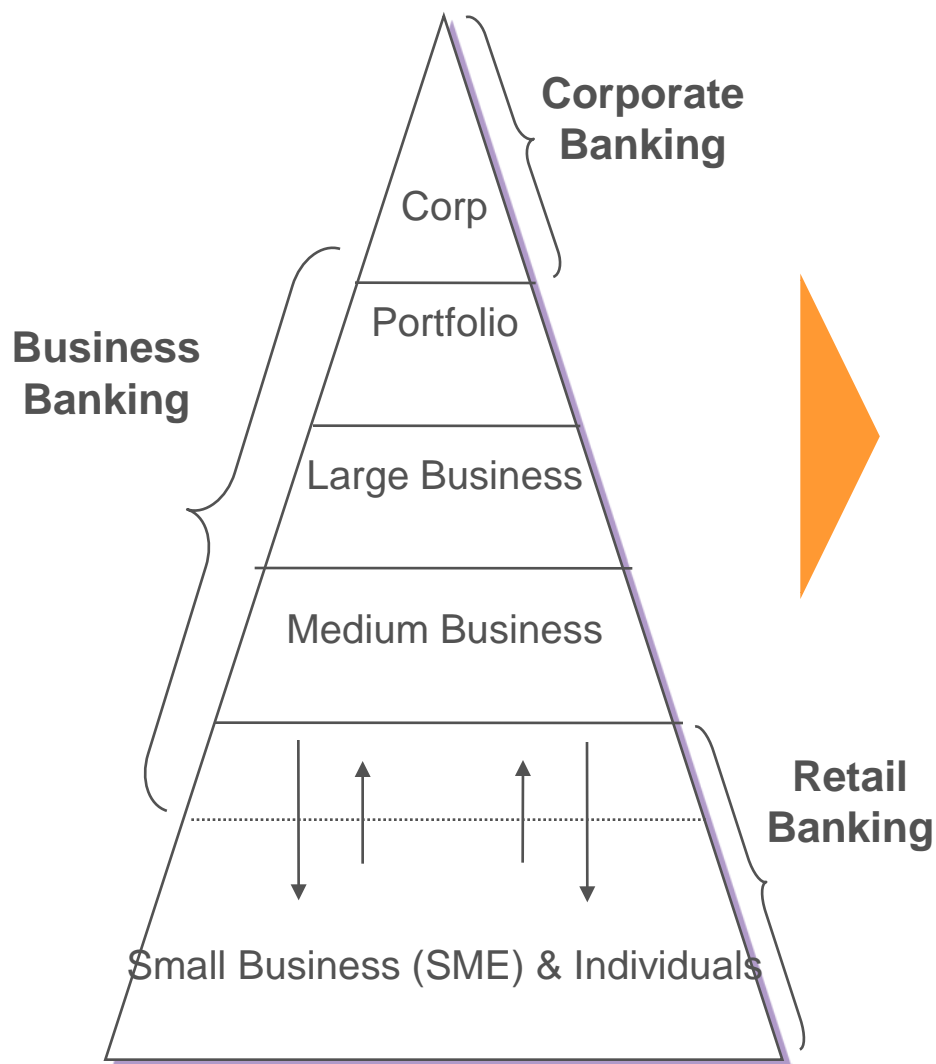 Corporate
Banking
Corp
Portfolio
Business
Banking
Large Business
Medium Business
Retail
Banking
Small Business (SME) & Individuals